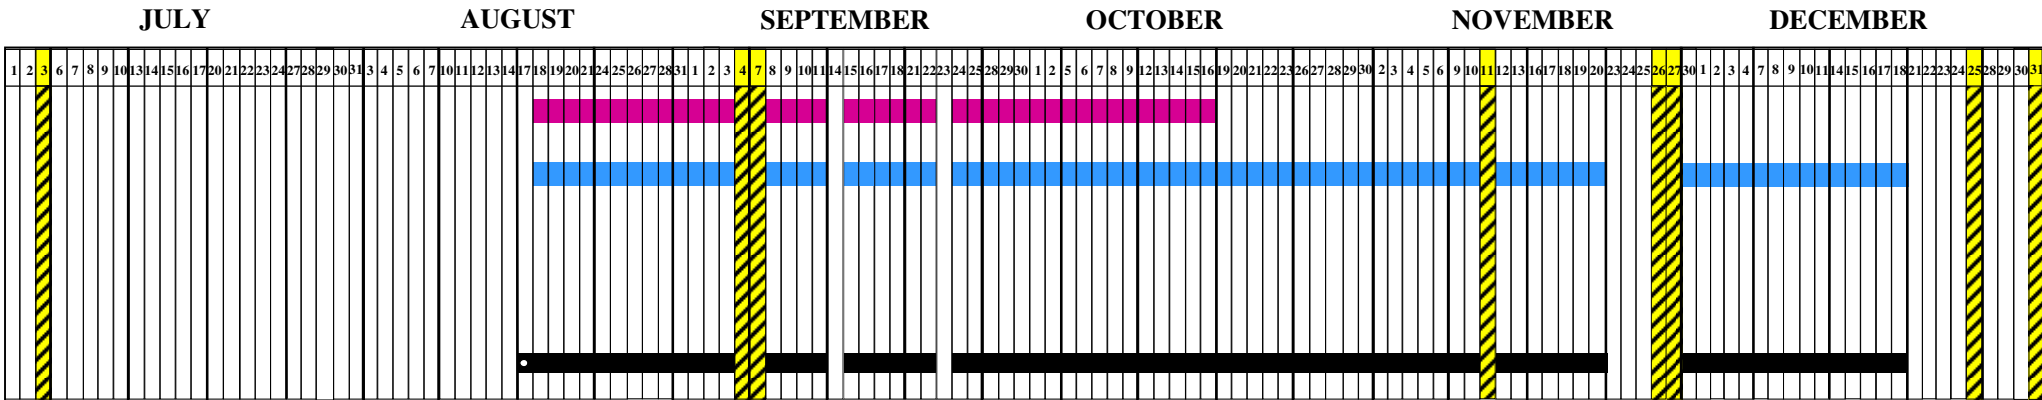 JULY AUGUST SEPTEMBER OCTOBER NOVEMBER DECEMBER
1 2 3 6 7 8 9 10 13 14 15 16 17 20 21 22 23 24 27 28 29 30 31 3 4 5 6 7 10 11 12 13 14 17 18 19 20 21 24 25 26 27 28 31 1 2 3 4 7 8 9 10 11 14 15 16 17 18 21 22 23 24 25 28 29 30 1 2 5 6 7 8 9 12 13 14 15 16 19 20 21 22 23 26 27 28 29 30 2 3 4 5 6 9 10 11 12 13 16 17 18 19 20 23 24 25 26 27 30 1 2 3 4 7 8 9 10 11 14 15 16 17 18 21 22 23 24 25 28 29 30 31